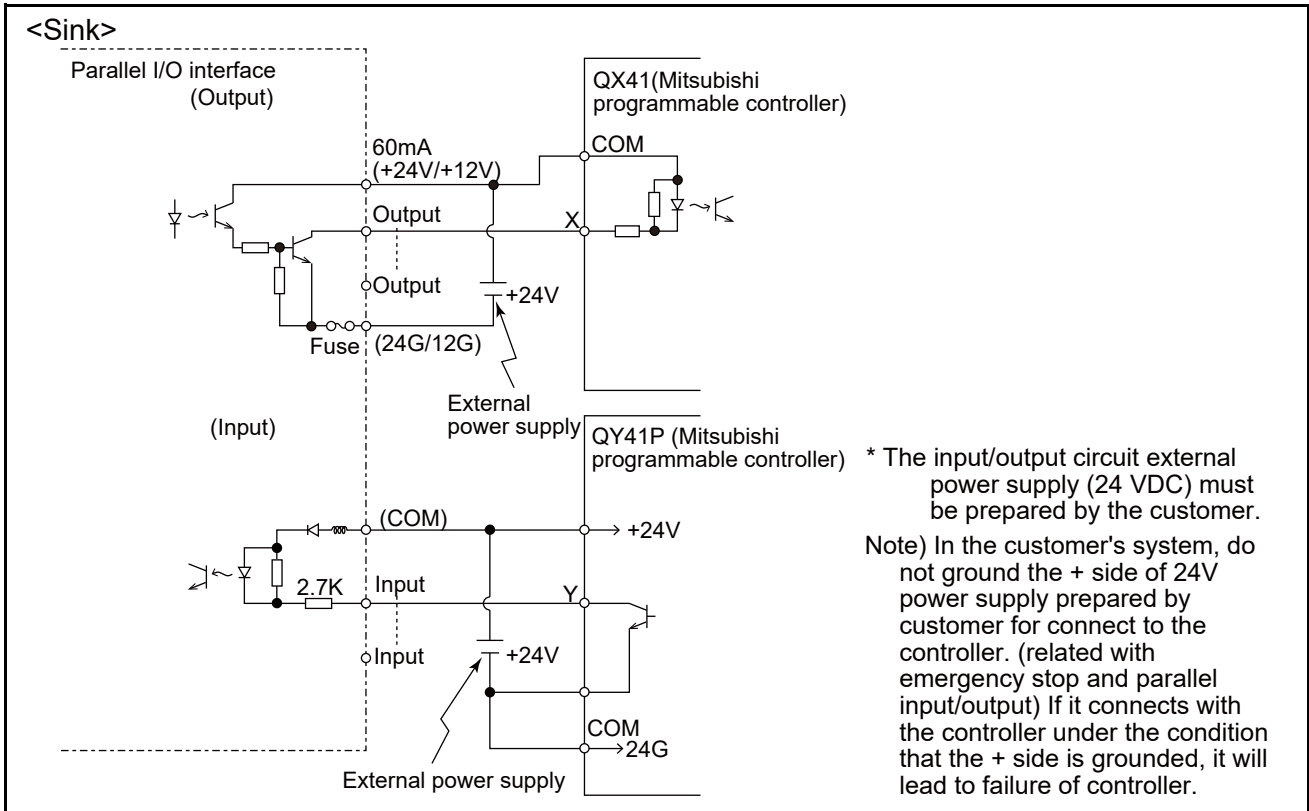 <Sink>
Parallel I/O interface
(Output)
QX41(Mitsubishi
programmable controller)
60mA
(+24V/+12V)
COM
Output
X
Output
+24V
Fuse
(24G/12G)
External
power supply
(Input)
QY41P (Mitsubishi
programmable controller)
(COM)
+24V
2.7K
Input
Y
Input
+24V
COM
24G
External power supply
* The input/output circuit external
power supply (24 VDC) must
be prepared by the customer.
Note) In the customer's system, do
not ground the + side of 24V
power supply prepared by
customer for connect to the
controller. (related with
emergency stop and parallel
input/output) If it connects with
the controller under the condition
that the + side is grounded, it will
lead to failure of controller.